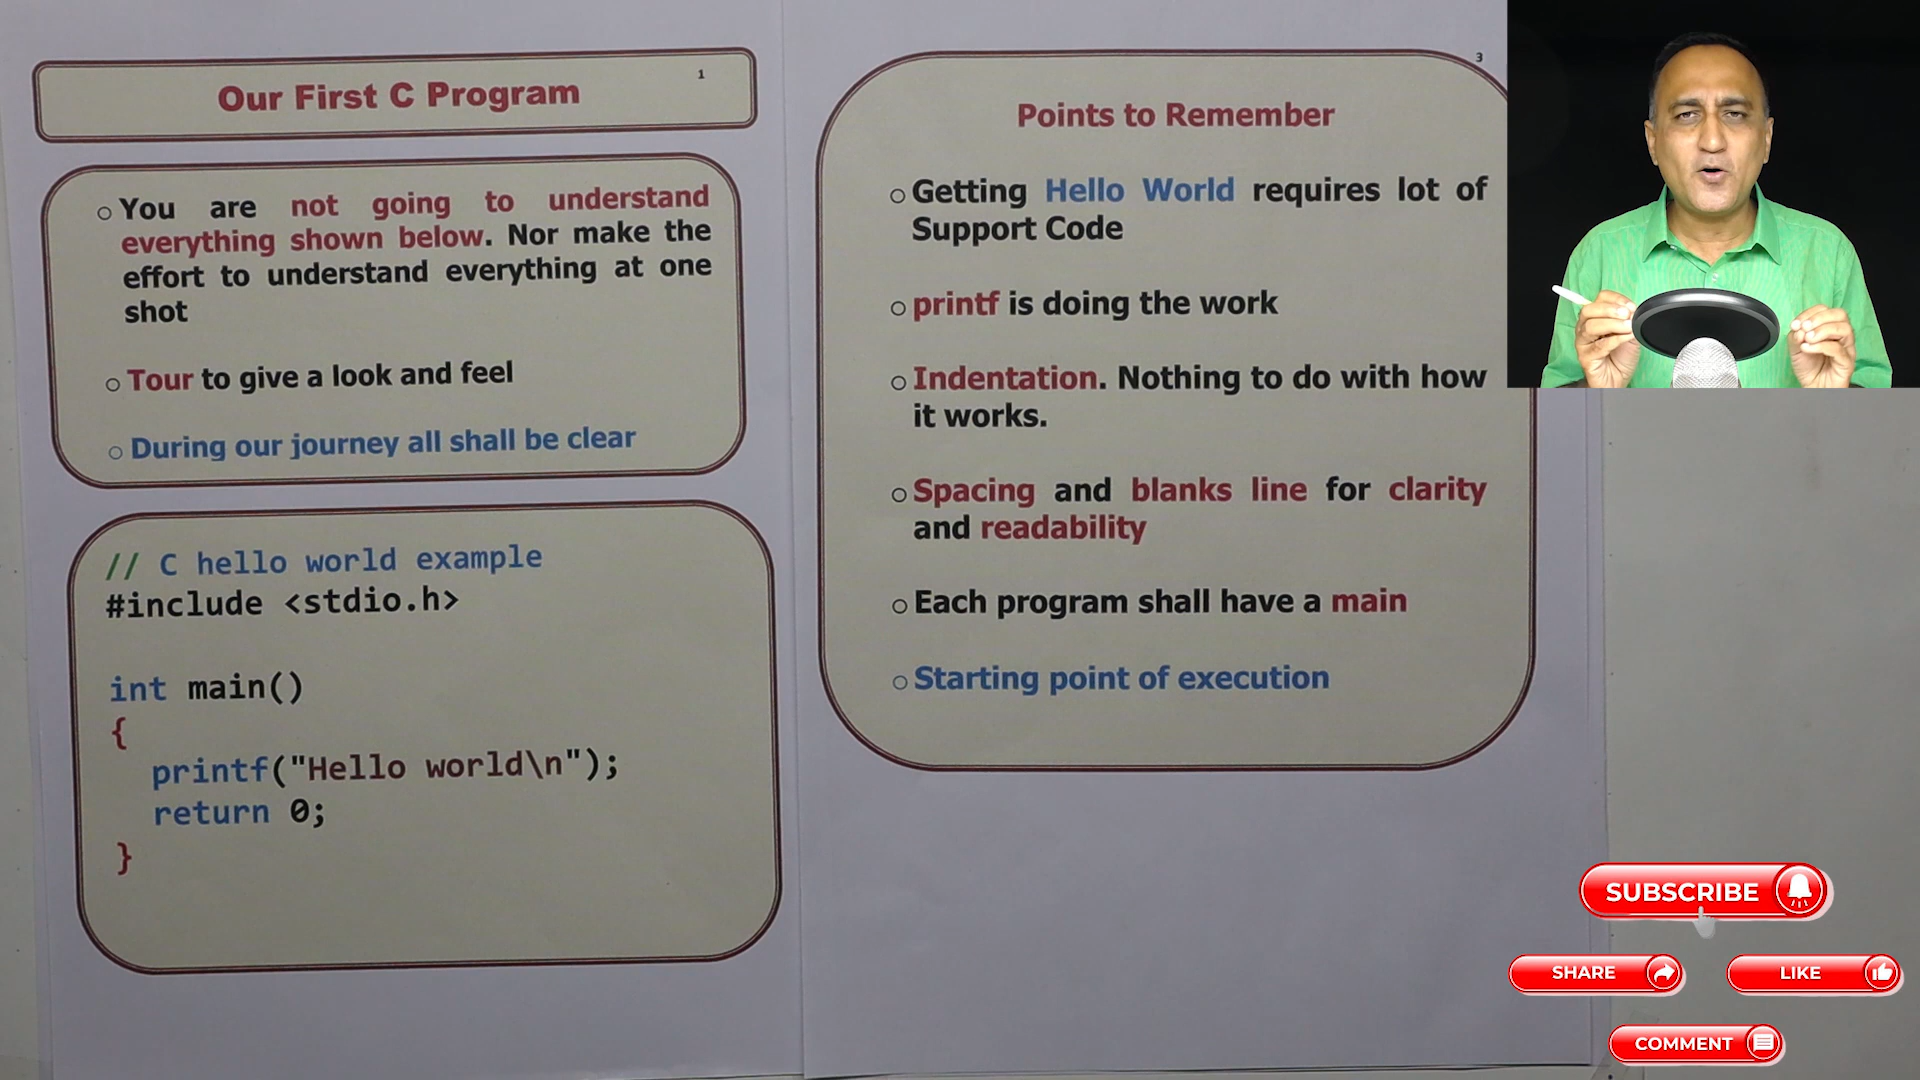 Our First C Program
1
You are not going to understand
everything shown below. Nor make the
effort to understand everything at one
shot
Tour to give a look and feel
During our journey all shall be clear
// C hello world example
#include <stdio.h>
int main()
{
printf("Hello world\n");
return 0;
}
3
Points to Remember
Getting Hello World requires lot of
Support Code
printf is doing the work
Indentation. Nothing to do with how
it works.
Spacing and blanks line for clarity
and readability
Each program shall have a main
Starting point of execution
SUBSCRIBE
SHARE
LIKE
COMMENT